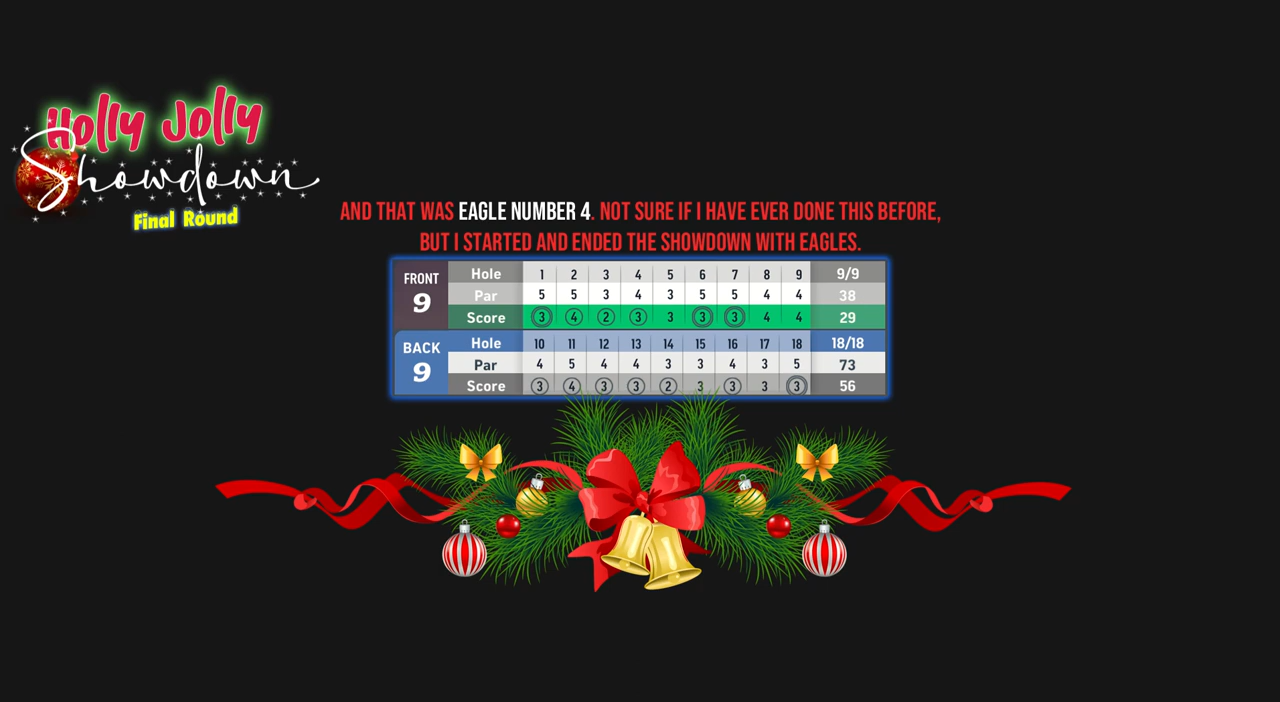 Holly Jolly
Showdown
Final Round
AND THAT WAS EAGLE NUMBER 4. NOT SURE IF I HAVE EVER DONE THIS BEFORE,
BUT I STARTED AND ENDED THE SHOWDOWN WITH EAGLES.
FRONT 9
Hole 1 2 3 4 5 6 7 8 9 9/9
Par 5 5 3 4 3 5 5 4 4 38
Score 3 4 2 3 3 3 3 4 4 29
BACK 9
Hole 10 11 12 13 14 15 16 17 18 18/18
Par 4 5 4 4 3 3 4 3 5 73
Score 3 4 3 3 2 3 3 3 3 56